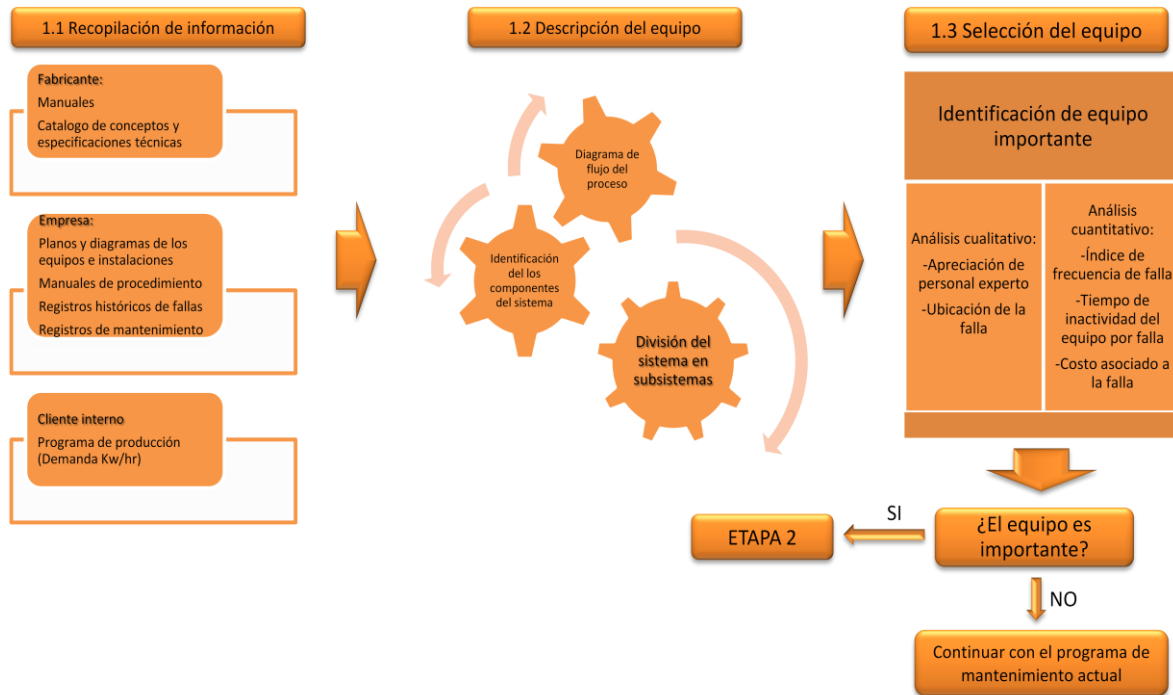 1.1 Recopilación de información
Fabricante:
Manuales
Catalogo de conceptos y
especificaciones técnicas
Empresa:
Planos y diagramas de los
equipos e instalaciones
Manuales de procedimiento
Registros históricos de fallas
Registros de mantenimiento
Cliente interno
Programa de producción
(Demanda Kw/hr)
1.2 Descripción del equipo
Diagrama de
flujo del
proceso
Identificación
del los
componentes
del sistema
División del
sistema en
subsistemas
1.3 Selección del equipo
Identificación de equipo
importante
Análisis cualitativo:
-Apreciación de
personal experto
-Ubicación de la
falla
Análisis
cuantitativo:
-Índice de
frecuencia de falla
-Tiempo de
inactividad del
equipo por falla
-Costo asociado a
la falla
¿El equipo es
importante?
SI
ETAPA 2
NO
Continuar con el programa de
mantenimiento actual